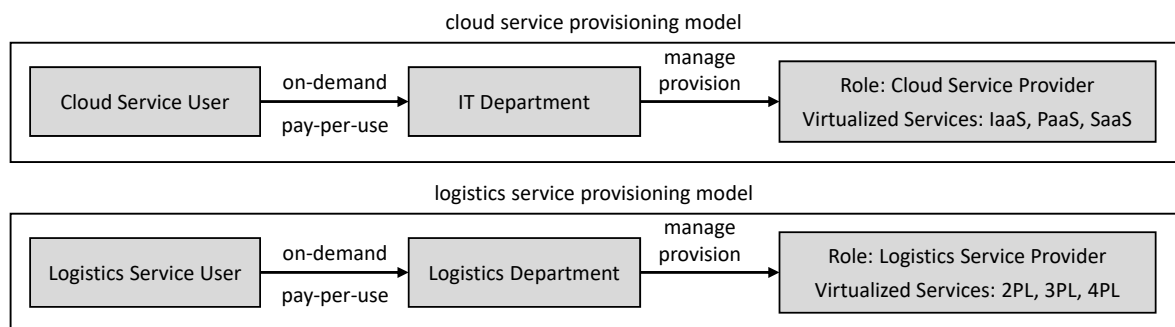 cloud service provisioning model
Cloud Service User
on-demand
pay-per-use
IT Department
manage
provision
Role: Cloud Service Provider
Virtualized Services: IaaS, PaaS, SaaS
logistics service provisioning model
Logistics Service User
on-demand
pay-per-use
Logistics Department
manage
provision
Role: Logistics Service Provider
Virtualized Services: 2PL, 3PL, 4PL